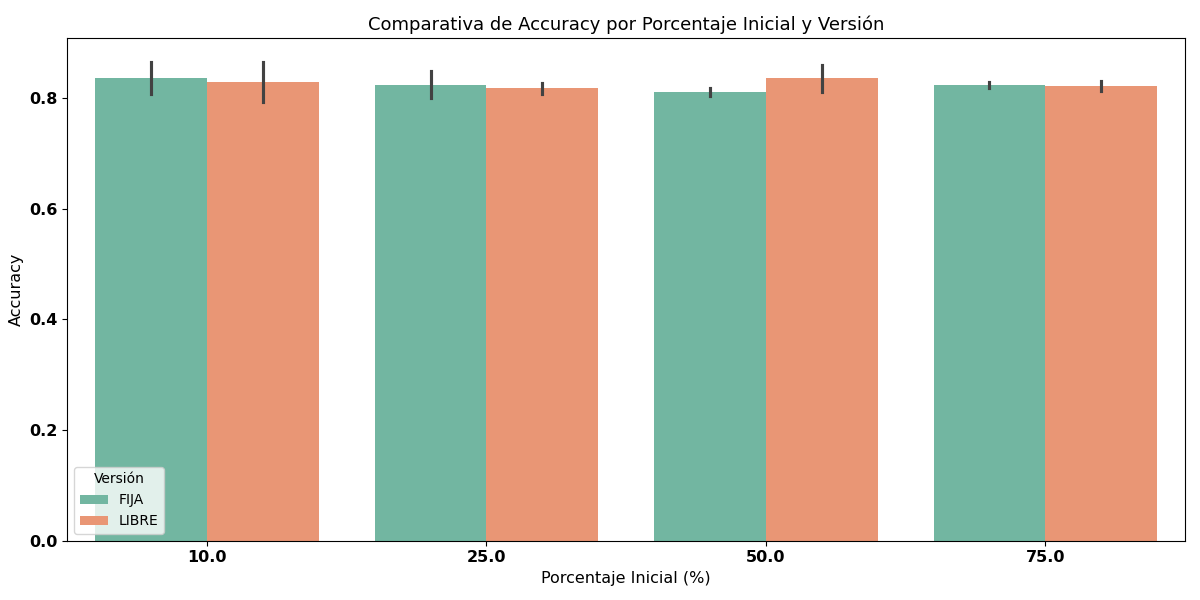 Comparativa de Accuracy por Porcentaje Inicial y Versión
Accuracy
0.8
0.6
0.4
0.2
0.0
Versión
FIJA
LIBRE
10.0
25.0
50.0
75.0
Porcentaje Inicial (%)